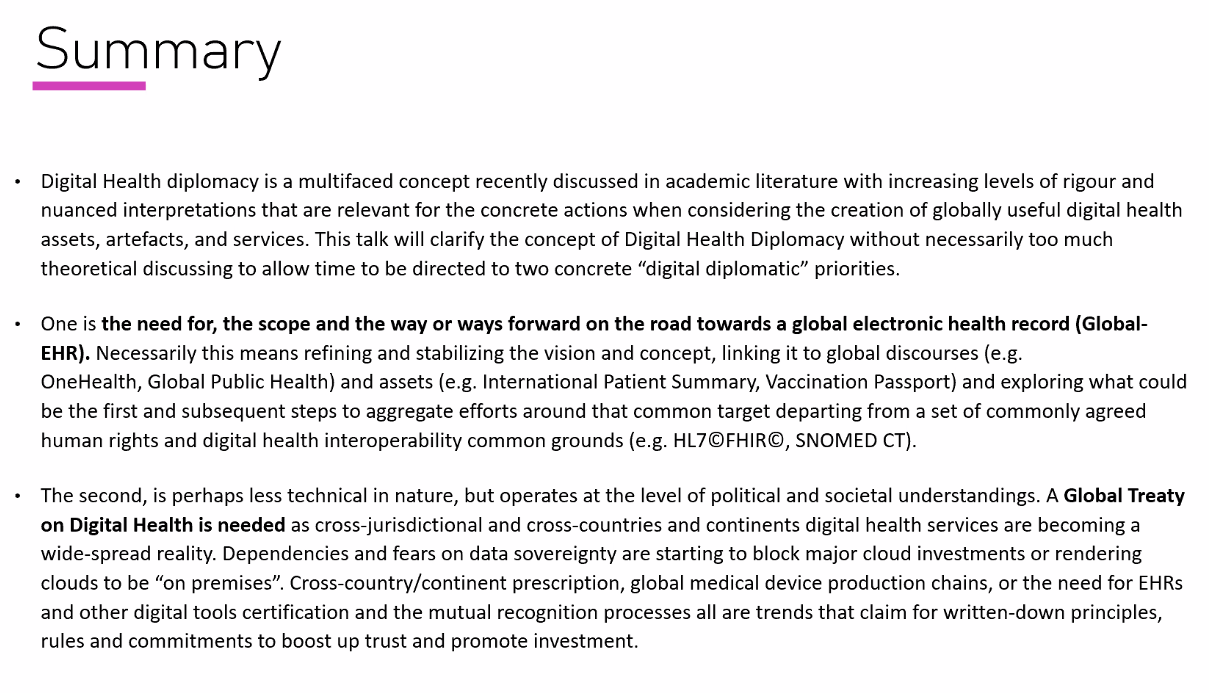 Summary
• Digital Health diplomacy is a multifaced concept recently discussed in academic literature with increasing levels of rigour and
nuanced interpretations that are relevant for the concrete actions when considering the creation of globally useful digital health
assets, artefacts, and services. This talk will clarify the concept of Digital Health Diplomacy without necessarily too much
theoretical discussing to allow time to be directed to two concrete “digital diplomatic” priorities.
• One is the need for, the scope and the way or ways forward on the road towards a global electronic health record (Global-
EHR). Necessarily this means refining and stabilizing the vision and concept, linking it to global discourses (e.g.
OneHealth, Global Public Health) and assets (e.g. International Patient Summary, Vaccination Passport) and exploring what could
be the first and subsequent steps to aggregate efforts around that common target departing from a set of commonly agreed
human rights and digital health interoperability common grounds (e.g. HL7©FHIR©, SNOMED CT).
• The second, is perhaps less technical in nature, but operates at the level of political and societal understandings. A Global Treaty
on Digital Health is needed as cross-jurisdictional and cross-countries and continents digital health services are becoming a
wide-spread reality. Dependencies and fears on data sovereignty are starting to block major cloud investments or rendering
clouds to be “on premises”. Cross-country/continent prescription, global medical device production chains, or the need for EHRs
and other digital tools certification and the mutual recognition processes all are trends that claim for written-down principles,
rules and commitments to boost up trust and promote investment.